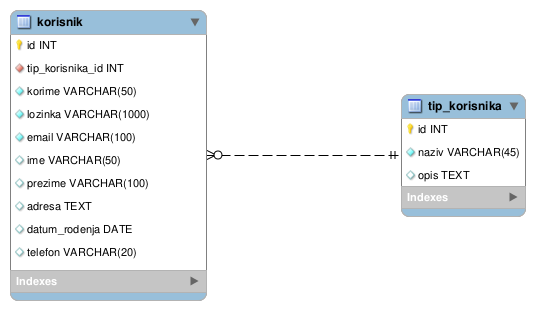 korisnik
id INT
tip_korisnika_id INT
korime VARCHAR(50)
lozinka VARCHAR(1000)
email VARCHAR(100)
ime VARCHAR(50)
prezime VARCHAR(100)
adresa TEXT
datum_rodenja DATE
telefon VARCHAR(20)
Indexes
tip_korisnika
id INT
naziv VARCHAR(45)
opis TEXT
Indexes